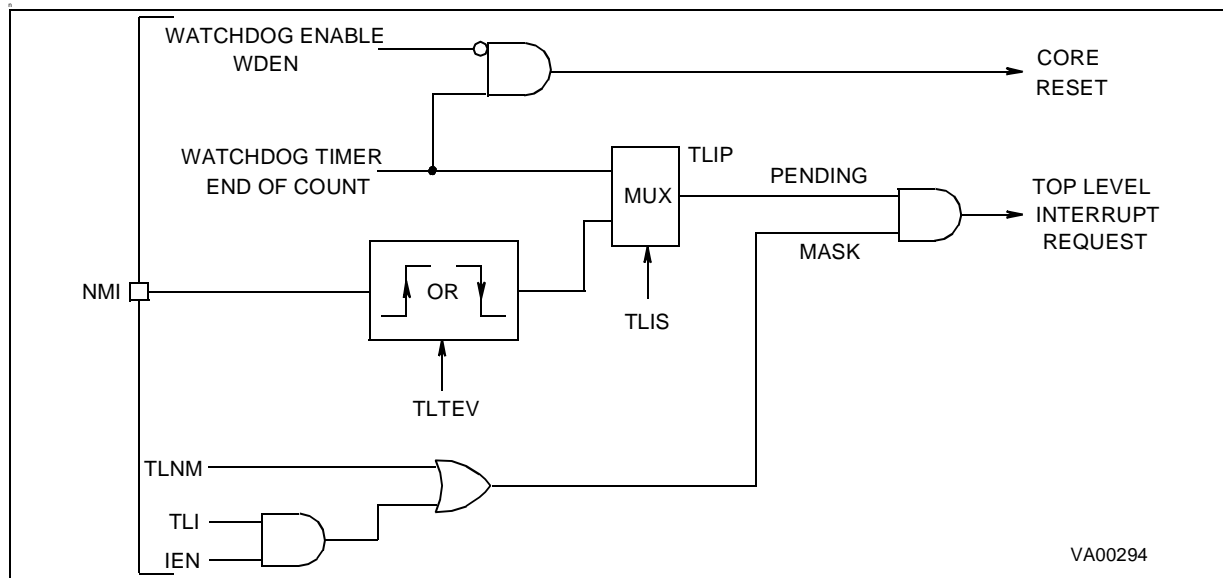 n
WATCHDOG ENABLE
WDEN
CORE
RESET
WATCHDOG TIMER
END OF COUNT
TLIP
MUX
PENDING
TOP LEVEL
INTERRUPT
REQUEST
MASK
NMI
OR
TLIS
TLTEV
TLNM
TLI
IEN
VA00294